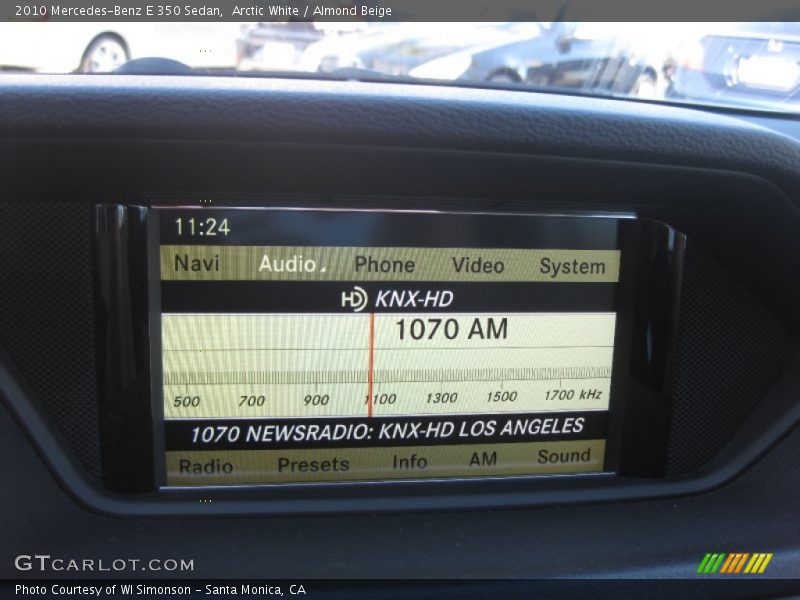 2010 Mercedes-Benz E 350 Sedan, Arctic White / Almond Beige
11:24
Navi Audio Phone Video System
HD KNX-HD
1070 AM
500 700 900 1100 1300 1500 1700 kHz
1070 NEWSRADIO: KNX-HD LOS ANGELES
Radio Presets Info AM Sound
GTCARLOT.COM
Photo Courtesy of WI Simonson - Santa Monica, CA